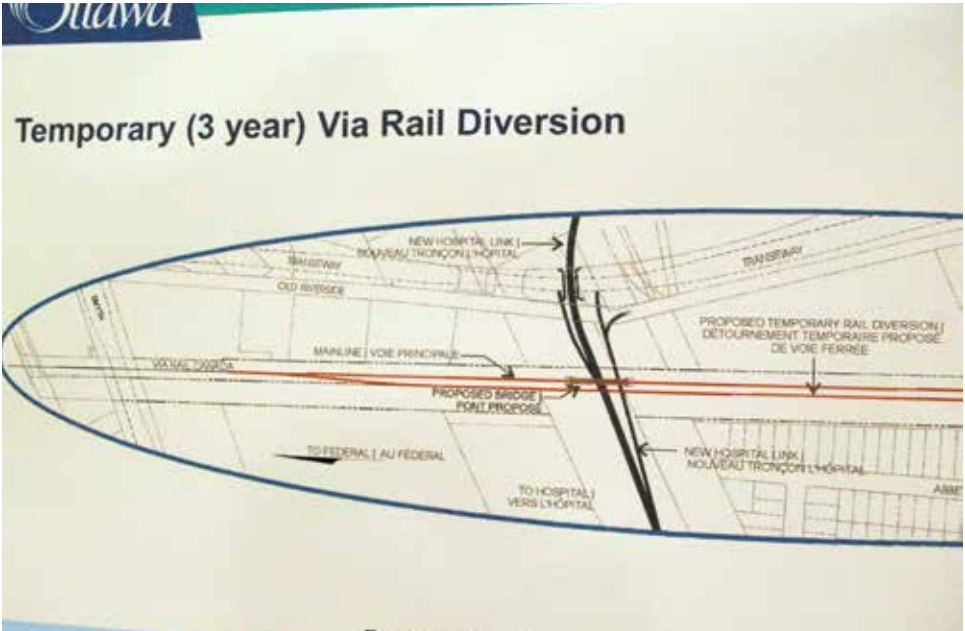 Ottawa
Temporary (3 year) Via Rail Diversion
NEW HOSPITAL LINK |
NOUVEAU TRONÇON L'HÔPITAL
TRANSITWAY
TRANSITWAY
OLD RIVERSIDE
PROPOSED TEMPORARY RAIL DIVERSION |
DÉTOURNEMENT TEMPORAIRE PROPOSÉ
DE VOIE FERRÉE
MAINLINE | VOIE PRINCIPALE
VIA RAIL CANADA
PROPOSED BRIDGE |
PONT PROPOSÉ
TO FEDERAL | AU FÉDÉRAL
NEW HOSPITAL LINK |
NOUVEAU TRONÇON L'HÔPITAL
TO HOSPITAL |
VERS L'HÔPITAL